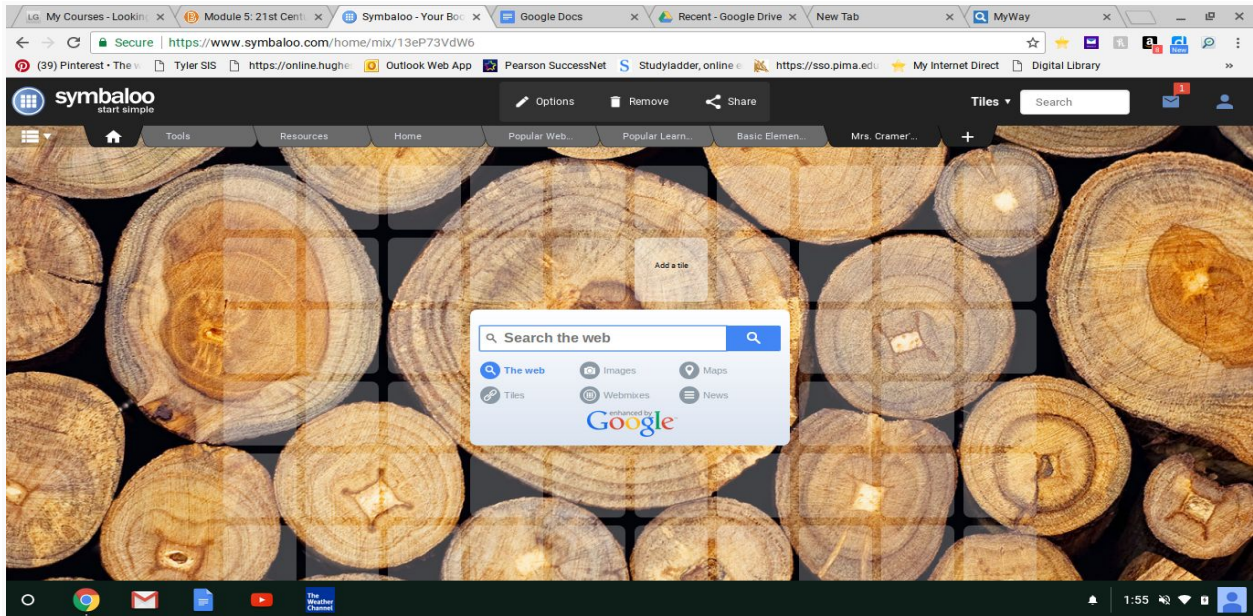 LG My Courses - Looking
Module 5: 21st Cent
Symbaloo - Your Boo
Google Docs
Recent - Google Drive
New Tab
MyWay
Secure | https://www.symbaloo.com/home/mix/13eP73VdW6
(39) Pinterest • The w
Tyler SIS
https://online.hughe
Outlook Web App
Pearson SuccessNet
S Studyladder, online e
https://sso.pima.edu
My Internet Direct
Digital Library
»
symbaloo
start simple
Options
Remove
Share
Tiles
Search
1
Tools
Resources
Home
Popular Web...
Popular Learn...
Basic Elemen...
Mrs. Cramer'...
+
Add a tile
Search the web
The web
Images
Maps
Tiles
Webmixes
News
enhanced by
Google
The
Weather
Channel
1:55